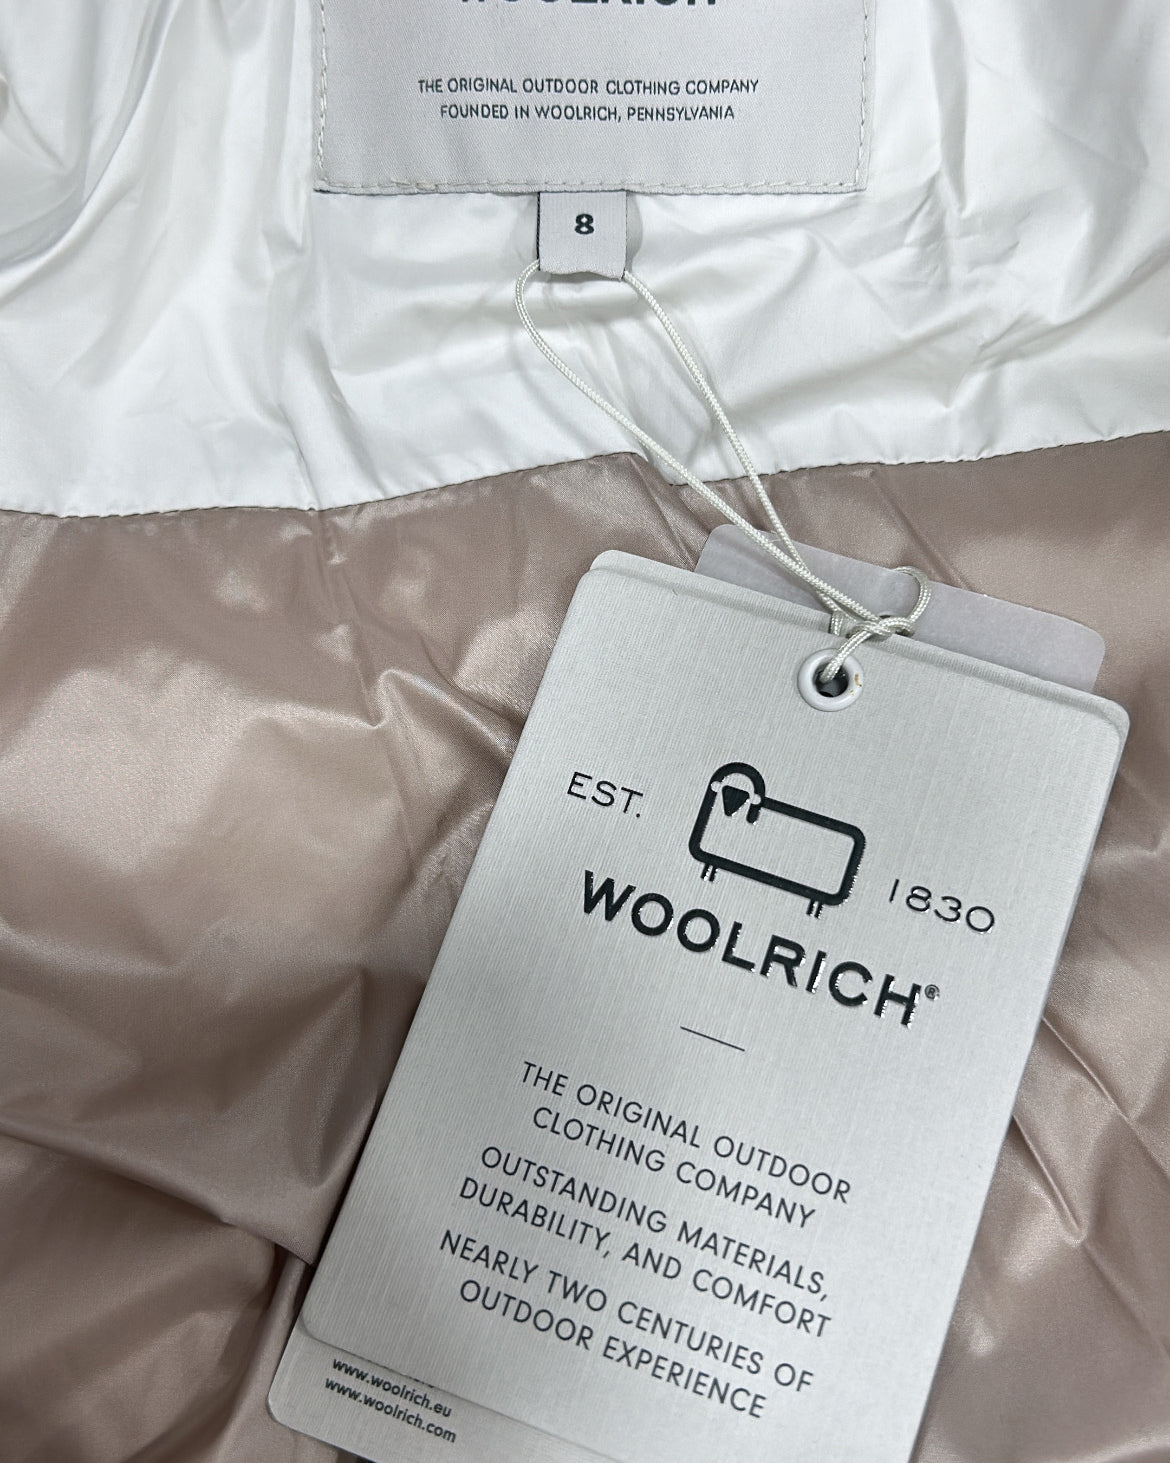 WOOLRICH
THE ORIGINAL OUTDOOR CLOTHING COMPANY
FOUNDED IN WOOLRICH, PENNSYLVANIA
8
EST. 1830
WOOLRICH®
THE ORIGINAL OUTDOOR
CLOTHING COMPANY
OUTSTANDING MATERIALS,
DURABILITY, AND COMFORT
NEARLY TWO CENTURIES OF
OUTDOOR EXPERIENCE
www.woolrich.eu
www.woolrich.com